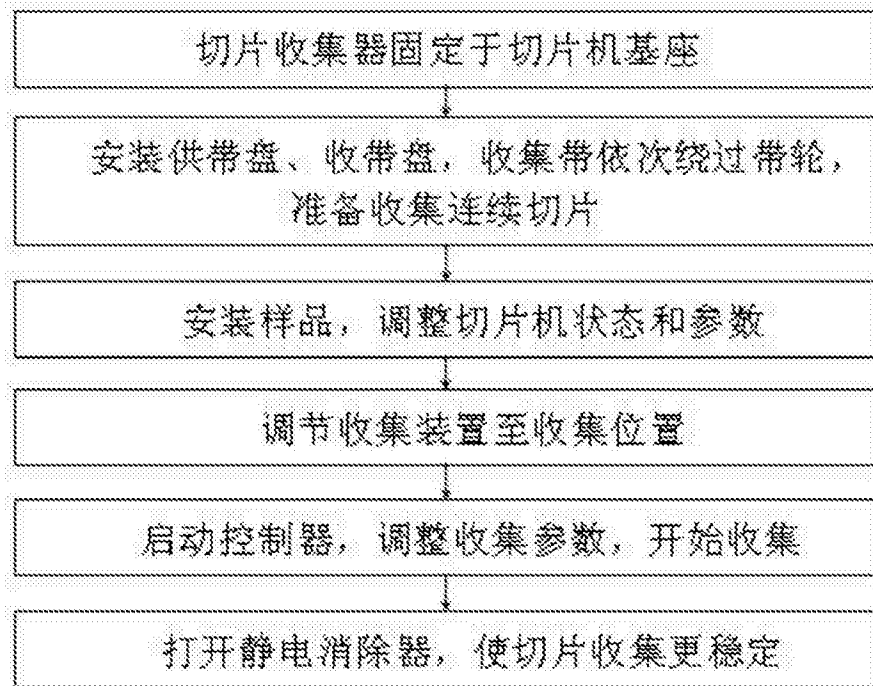 切片收集器固定于切片机基座
安装供带盘、收带盘，收集带依次绕过带轮，
准备收集连续切片
安装样品，调整切片机状态和参数
调节收集装置至收集位置
启动控制器，调整收集参数，开始收集
打开静电消除器，使切片收集更稳定